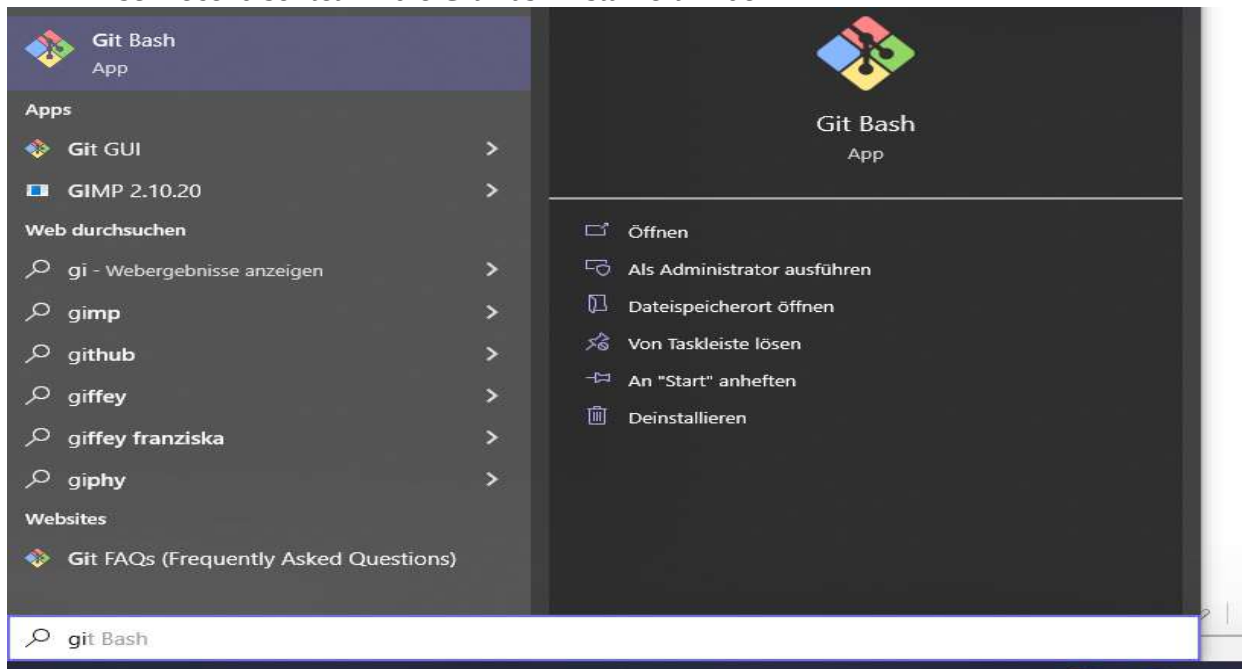 Git Bash
App
Apps
Git GUI
GIMP 2.10.20
Web durchsuchen
gi - Webergebnisse anzeigen
gimp
github
giffey
giffey franziska
giphy
Websites
Git FAQs (Frequently Asked Questions)
git Bash
Git Bash
App
Öffnen
Als Administrator ausführen
Dateispeicherort öffnen
Von Taskleiste lösen
An "Start" anheften
Deinstallieren